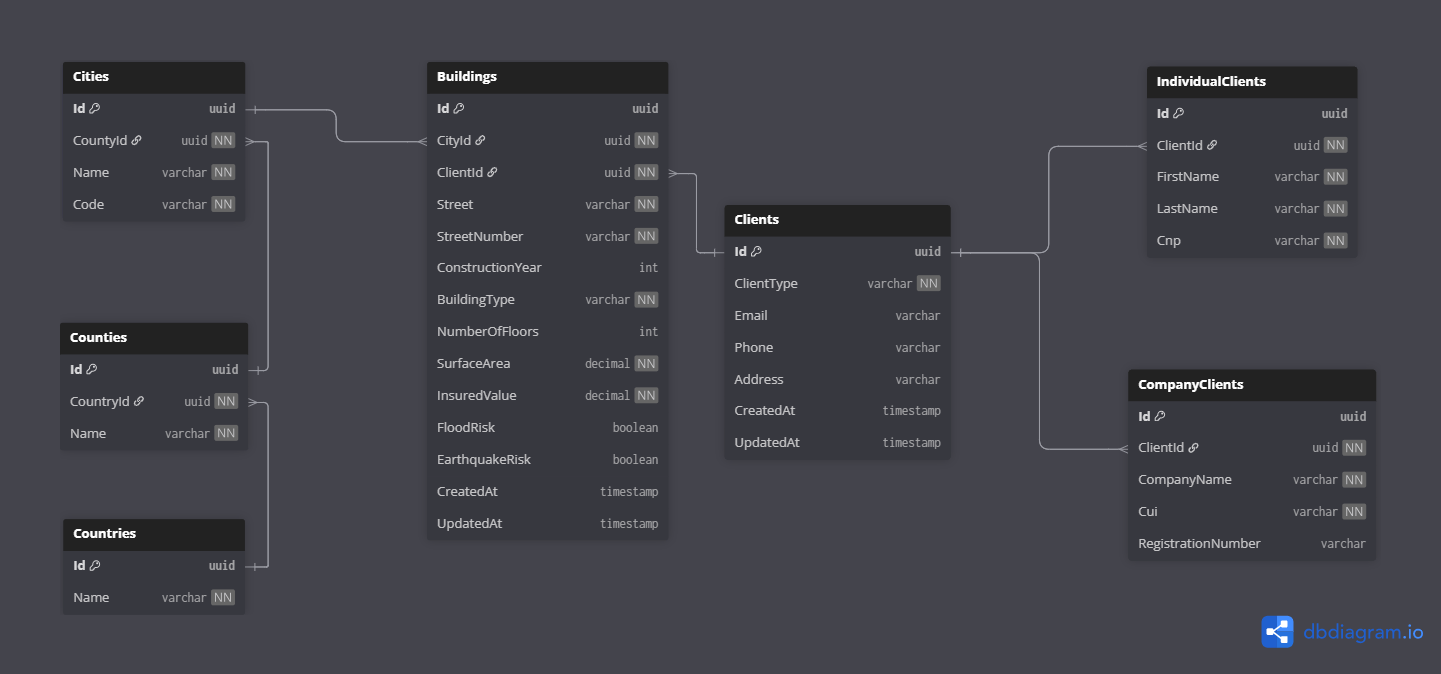 Cities
Id uuid
CountyId uuid NN
Name varchar NN
Code varchar NN
Counties
Id uuid
CountryId uuid NN
Name varchar NN
Countries
Id uuid
Name varchar NN
Buildings
Id uuid
CityId uuid NN
ClientId uuid NN
Street varchar NN
StreetNumber varchar NN
ConstructionYear int
BuildingType varchar NN
NumberOfFloors int
SurfaceArea decimal NN
InsuredValue decimal NN
FloodRisk boolean
EarthquakeRisk boolean
CreatedAt timestamp
UpdatedAt timestamp
Clients
Id uuid
ClientType varchar NN
Email varchar
Phone varchar
Address varchar
CreatedAt timestamp
UpdatedAt timestamp
IndividualClients
Id uuid
ClientId uuid NN
FirstName varchar NN
LastName varchar NN
Cnp varchar NN
CompanyClients
Id uuid
ClientId uuid NN
CompanyName varchar NN
Cui varchar NN
RegistrationNumber varchar
dbdiagram.io